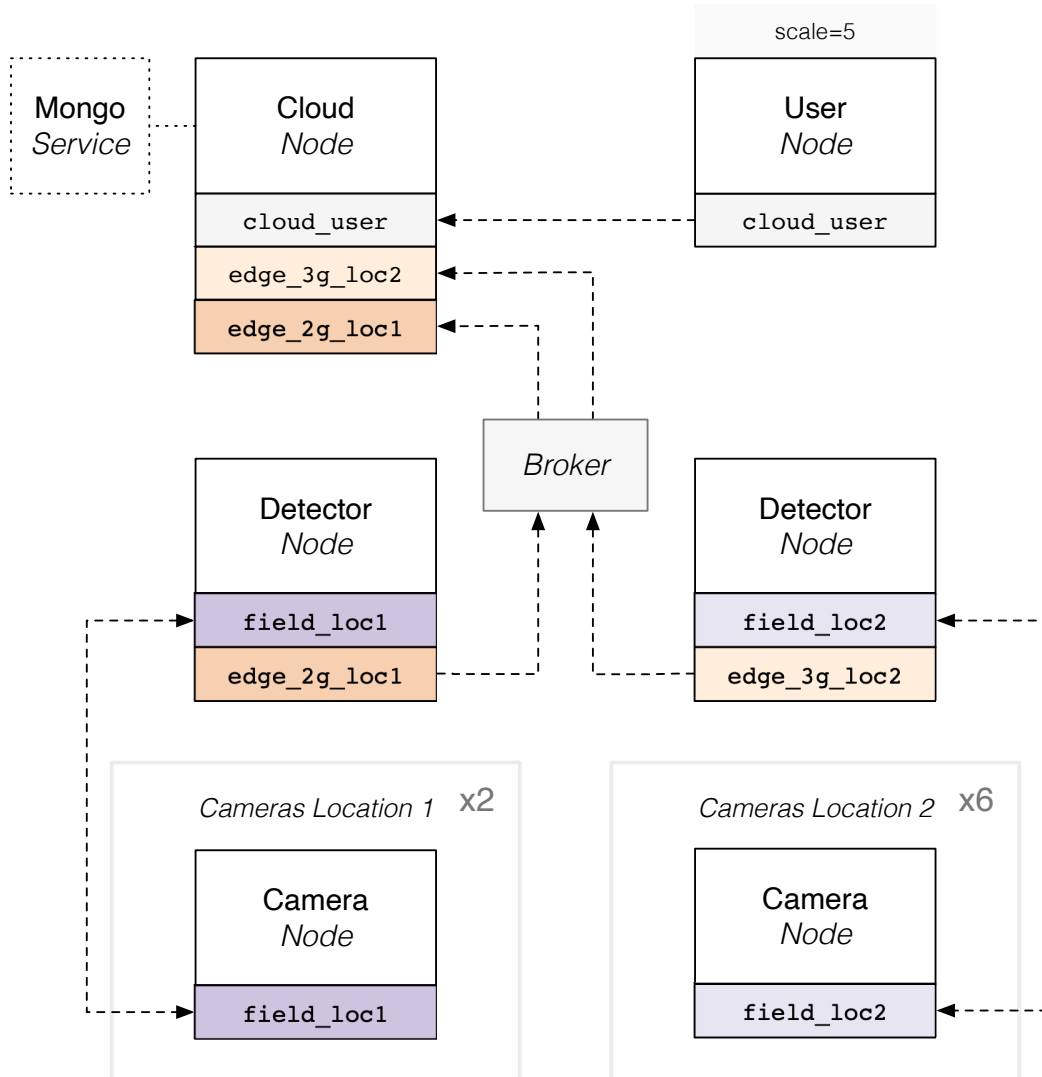 scale=5
Mongo
Service
Cloud
Node
User
Node
cloud_user
cloud_user
edge_3g_loc2
edge_2g_loc1
Broker
Detector
Node
Detector
Node
field_loc1
field_loc2
edge_2g_loc1
edge_3g_loc2
Cameras Location 1 x2
Cameras Location 2 x6
Camera
Node
Camera
Node
field_loc1
field_loc2